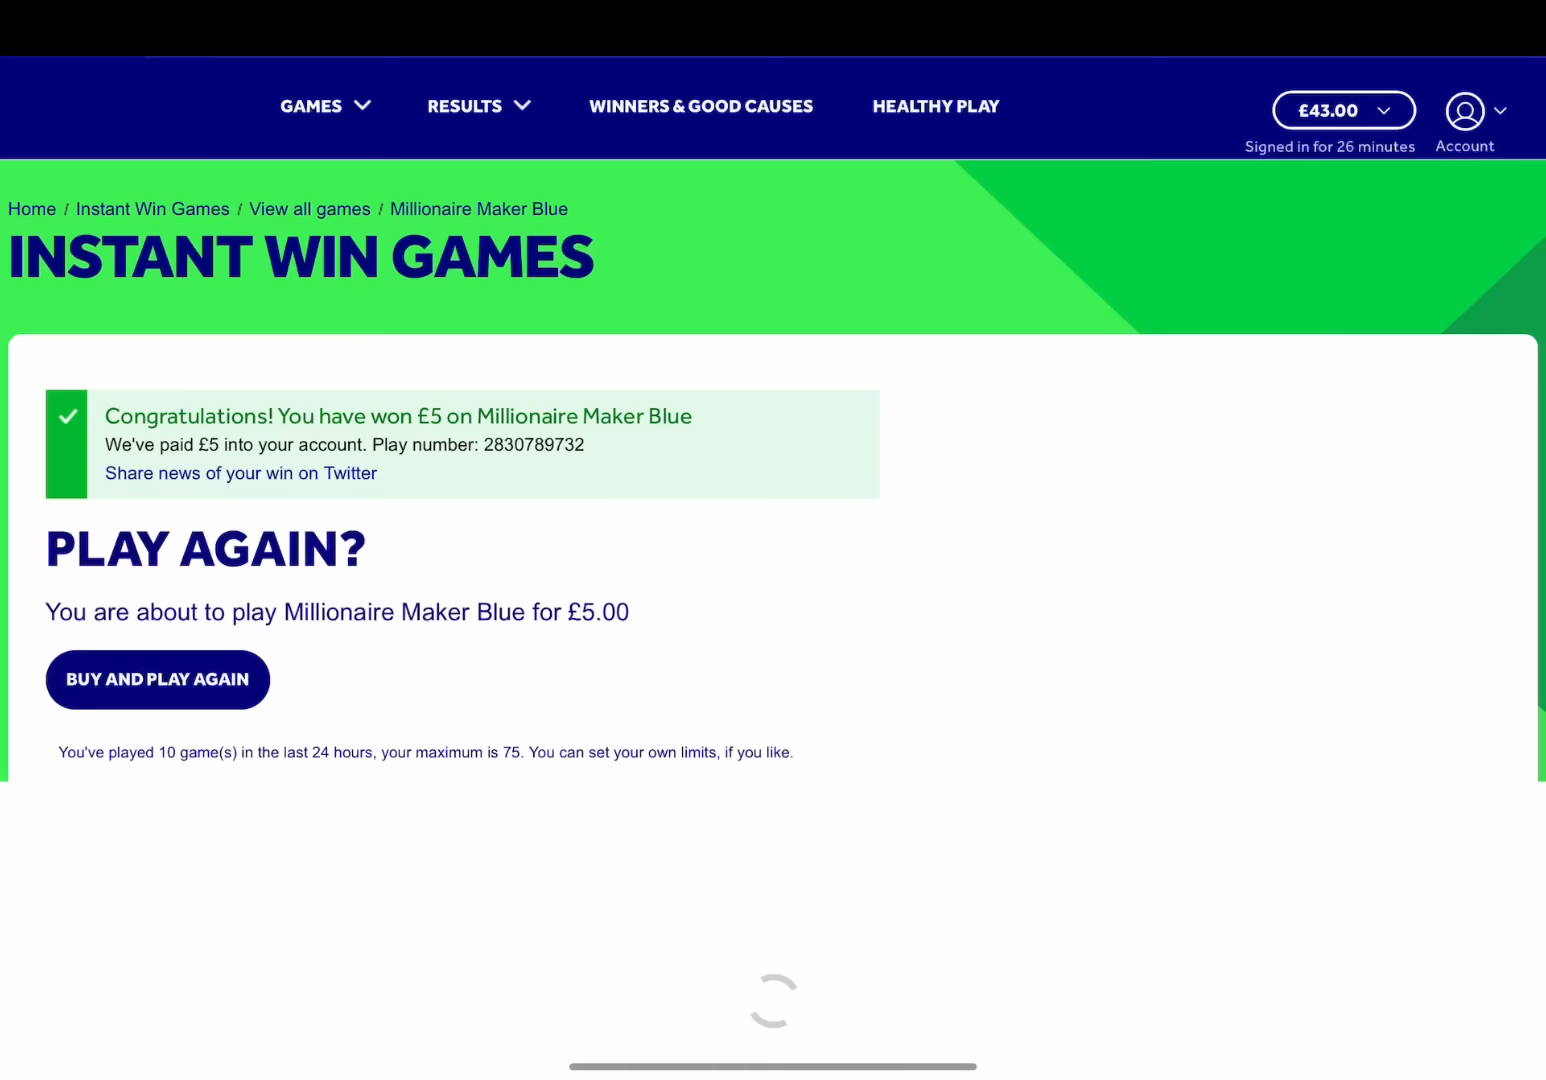 GAMES RESULTS WINNERS & GOOD CAUSES HEALTHY PLAY £43.00
Signed in for 26 minutes Account
Home / Instant Win Games / View all games / Millionaire Maker Blue
INSTANT WIN GAMES
Congratulations! You have won £5 on Millionaire Maker Blue
We've paid £5 into your account. Play number: 2830789732
Share news of your win on Twitter
PLAY AGAIN?
You are about to play Millionaire Maker Blue for £5.00
BUY AND PLAY AGAIN
You've played 10 game(s) in the last 24 hours, your maximum is 75. You can set your own limits, if you like.